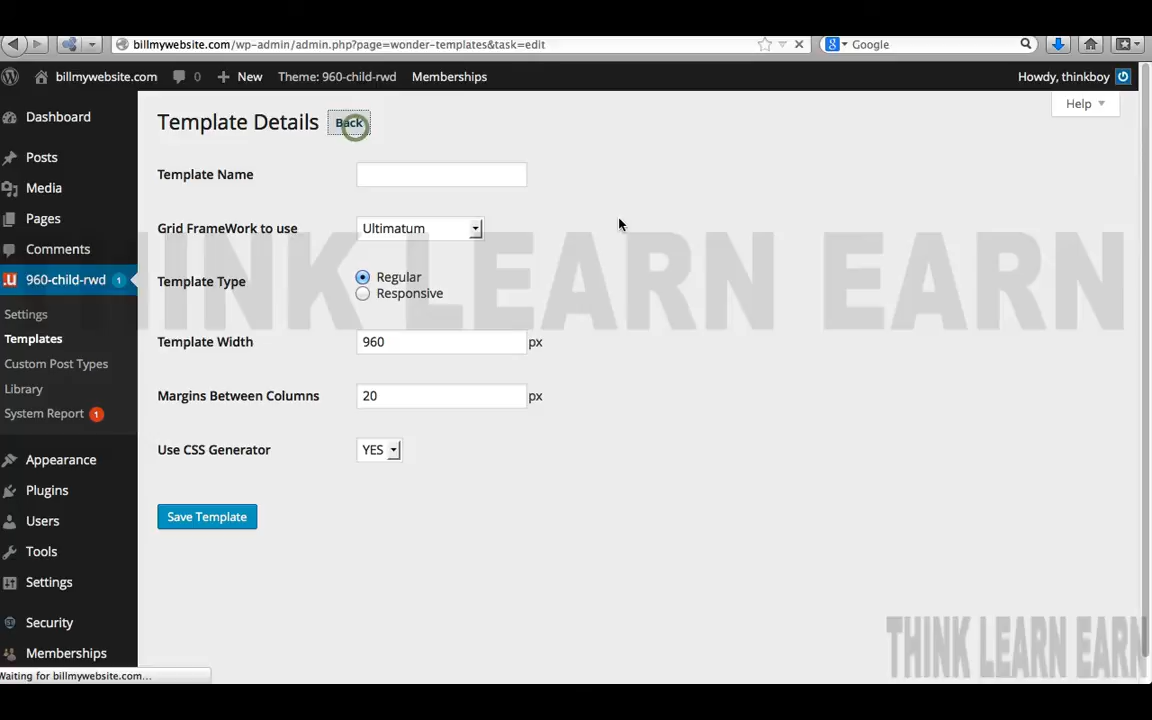 billmywebsite.com/wp-admin/admin.php?page=wonder-templates&task=edit
Google
billmywebsite.com
0
New
Theme: 960-child-rwd
Memberships
Howdy, thinkboy
Help
Dashboard
Posts
Media
Pages
Comments
960-child-rwd 1
Settings
Templates
Custom Post Types
Library
System Report 1
Appearance
Plugins
Users
Tools
Settings
Security
Memberships
Template Details
Back
Template Name
Grid FrameWork to use
Ultimatum
Template Type
Regular
Responsive
Template Width
960
px
Margins Between Columns
20
px
Use CSS Generator
YES
Save Template
THINK LEARN EARN
THINK LEARN EARN
Waiting for billmywebsite.com...